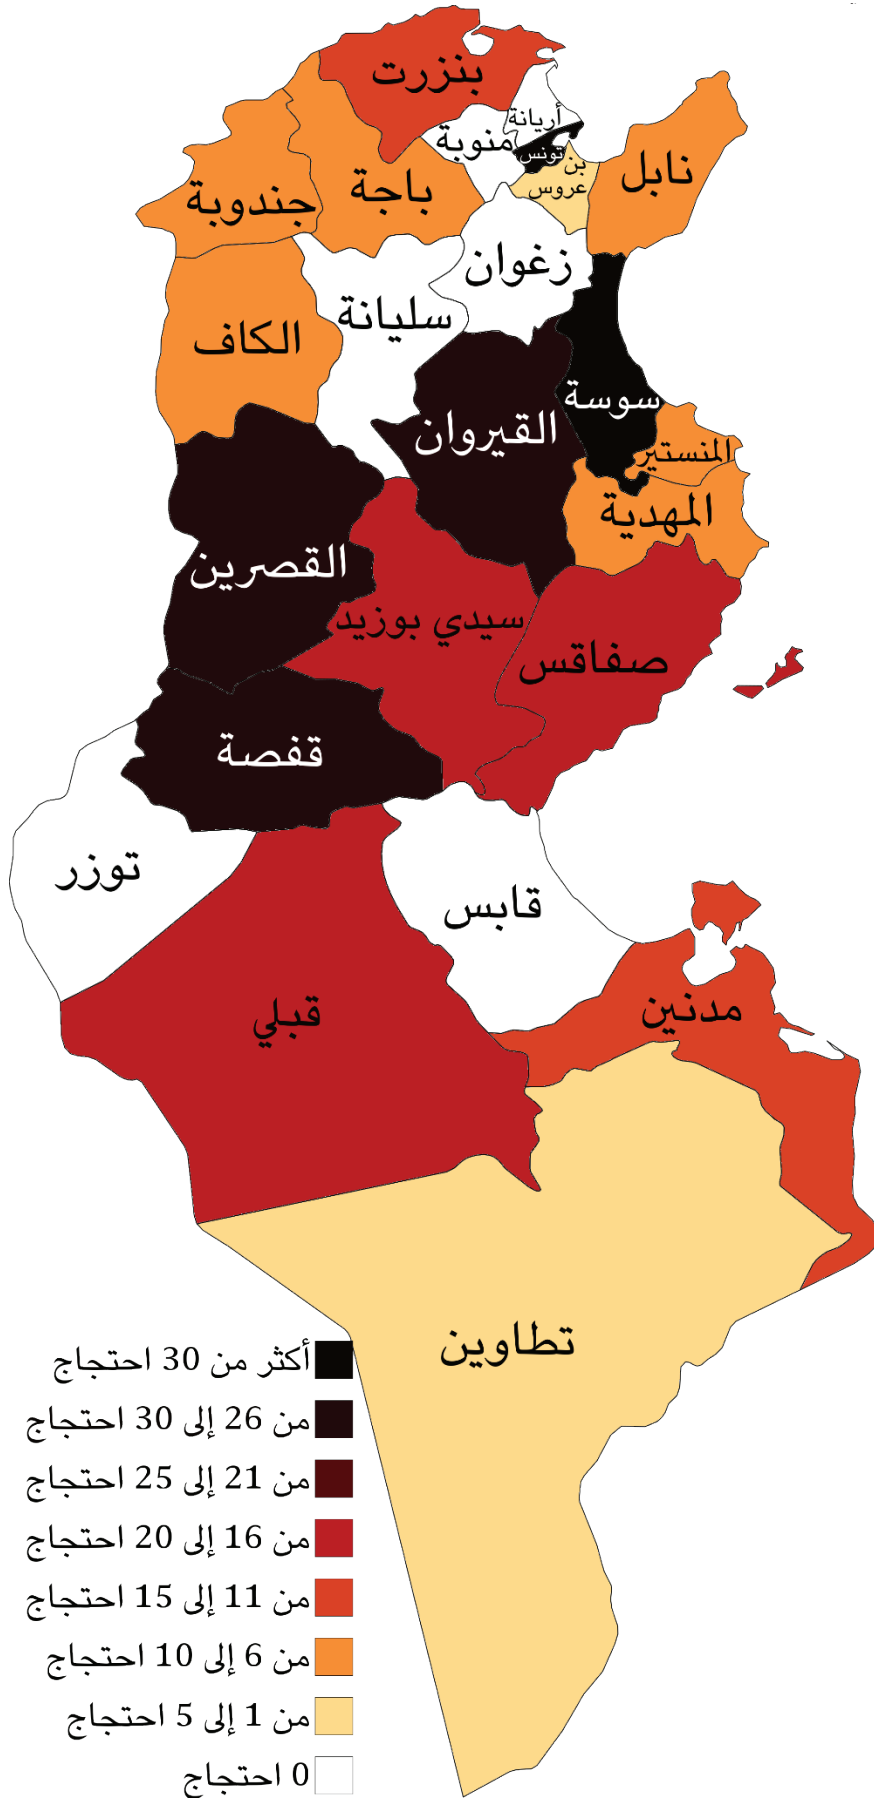 بنزرت
أريانة
منوبة
تونس
بن
عروس
نابل
باجة
جندوبة
زغوان
سليانة
الكاف
سوسة
القيروان
المنستير
المهدية
القصرين
سيدي بوزيد
صفاقس
قفصة
توزر
قابس
قبلي
مدنين
تطاوين
أكثر من 30 احتجاج
من 26 إلى 30 احتجاج
من 21 إلى 25 احتجاج
من 16 إلى 20 احتجاج
من 11 إلى 15 احتجاج
من 6 إلى 10 احتجاج
من 1 إلى 5 احتجاج
0 احتجاج